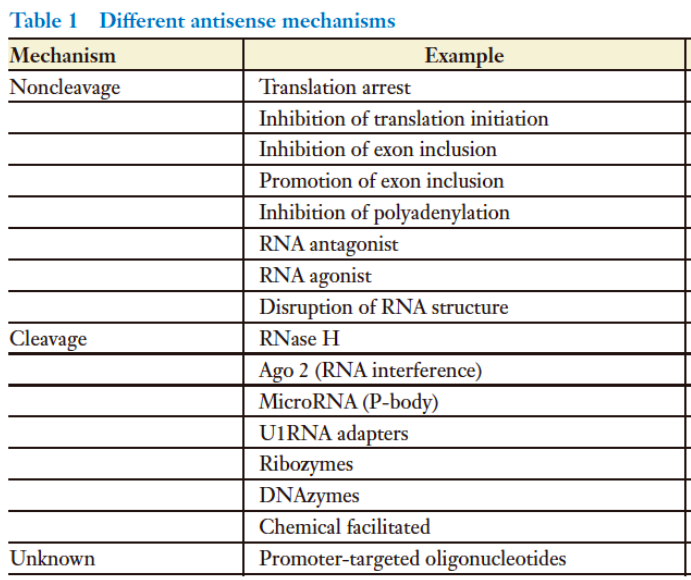 Table 1 Different antisense mechanisms
Mechanism Example
Noncleavage Translation arrest
Inhibition of translation initiation
Inhibition of exon inclusion
Promotion of exon inclusion
Inhibition of polyadenylation
RNA antagonist
RNA agonist
Disruption of RNA structure
Cleavage RNase H
Ago 2 (RNA interference)
MicroRNA (P-body)
U1RNA adapters
Ribozymes
DNAzymes
Chemical facilitated
Unknown Promoter-targeted oligonucleotides